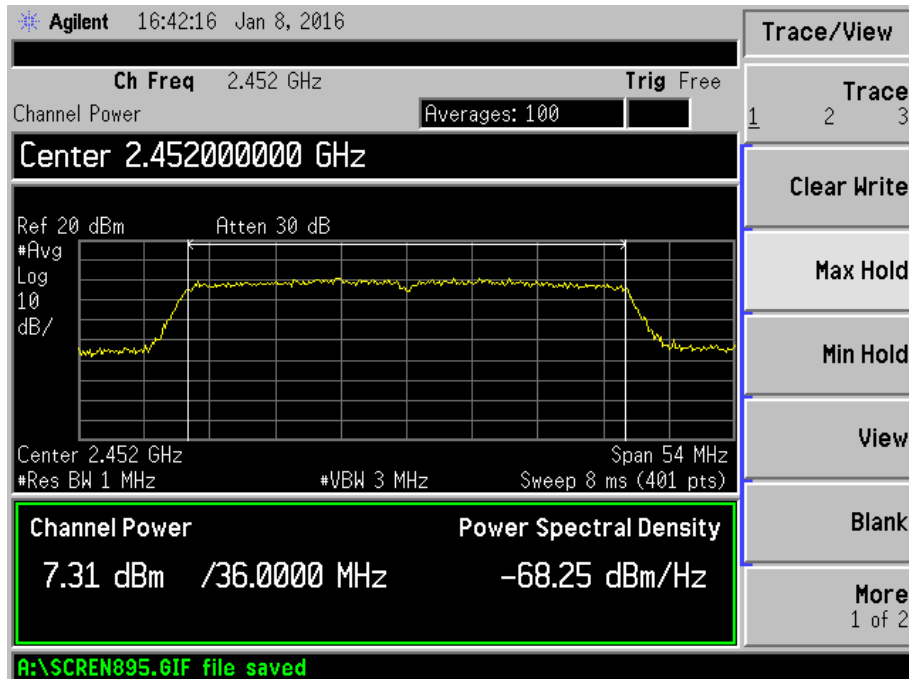 Agilent 16:42:16 Jan 8, 2016
Trace/View
Ch Freq 2.452 GHz Trig Free
Channel Power Averages: 100
Center 2.452000000 GHz
Ref 20 dBm Atten 30 dB
#Avg
Log
10
dB/
Center 2.452 GHz Span 54 MHz
#Res BW 1 MHz #VBW 3 MHz Sweep 8 ms (401 pts)
Channel Power Power Spectral Density
7.31 dBm /36.0000 MHz -68.25 dBm/Hz
A:\SCREN895.GIF file saved
Trace
1 2 3
Clear Write
Max Hold
Min Hold
View
Blank
More
1 of 2